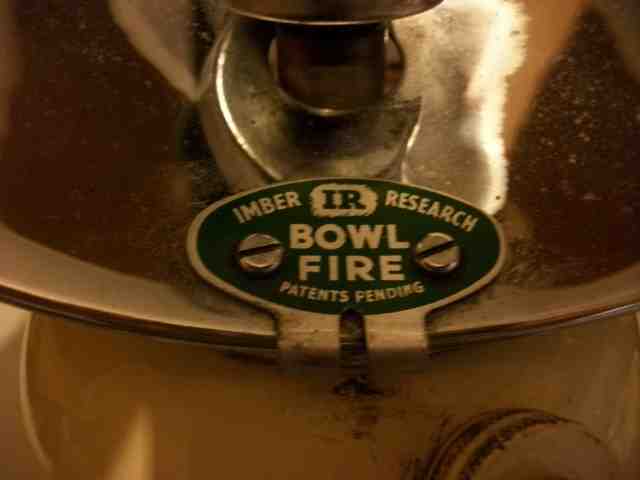 IMBER IR RESEARCH
BOWL
FIRE
PATENTS PENDING